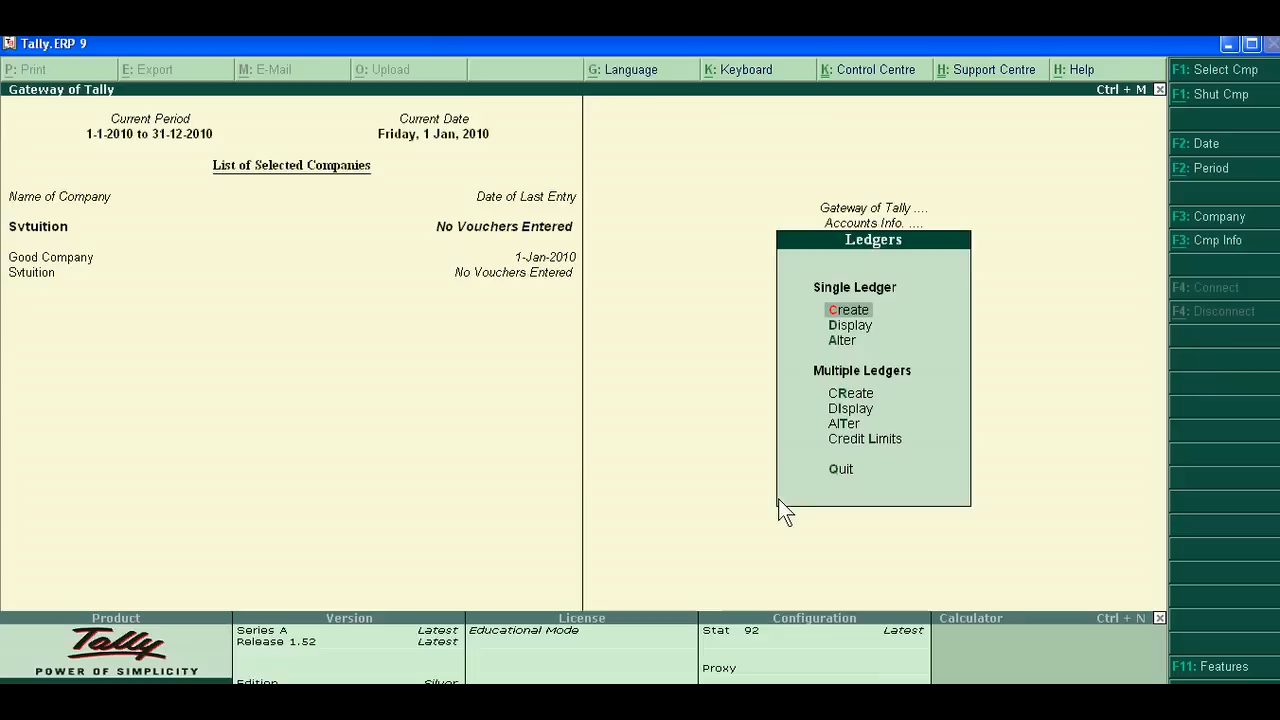 Tally.ERP 9
P: Print E: Export M: E-Mail O: Upload G: Language K: Keyboard K: Control Centre H: Support Centre H: Help
Gateway of Tally Ctrl + M
Current Period Current Date
1-1-2010 to 31-12-2010 Friday, 1 Jan, 2010
List of Selected Companies
Name of Company Date of Last Entry
Svtuition No Vouchers Entered
Good Company 1-Jan-2010
Svtuition No Vouchers Entered
Gateway of Tally ....
Accounts Info. ....
Ledgers
Single Ledger
Create
Display
Alter
Multiple Ledgers
CReate
DIsplay
AlTer
Credit Limits
Quit
F1: Select Cmp
F1: Shut Cmp
F2: Date
F2: Period
F3: Company
F3: Cmp Info
F4: Connect
F4: Disconnect
F11: Features
Product Version License Configuration Calculator Ctrl + N
Tally
POWER OF SIMPLICITY
Series A Latest
Release 1.52 Latest
Edition Silver
Educational Mode
Stat 92 Latest
Proxy